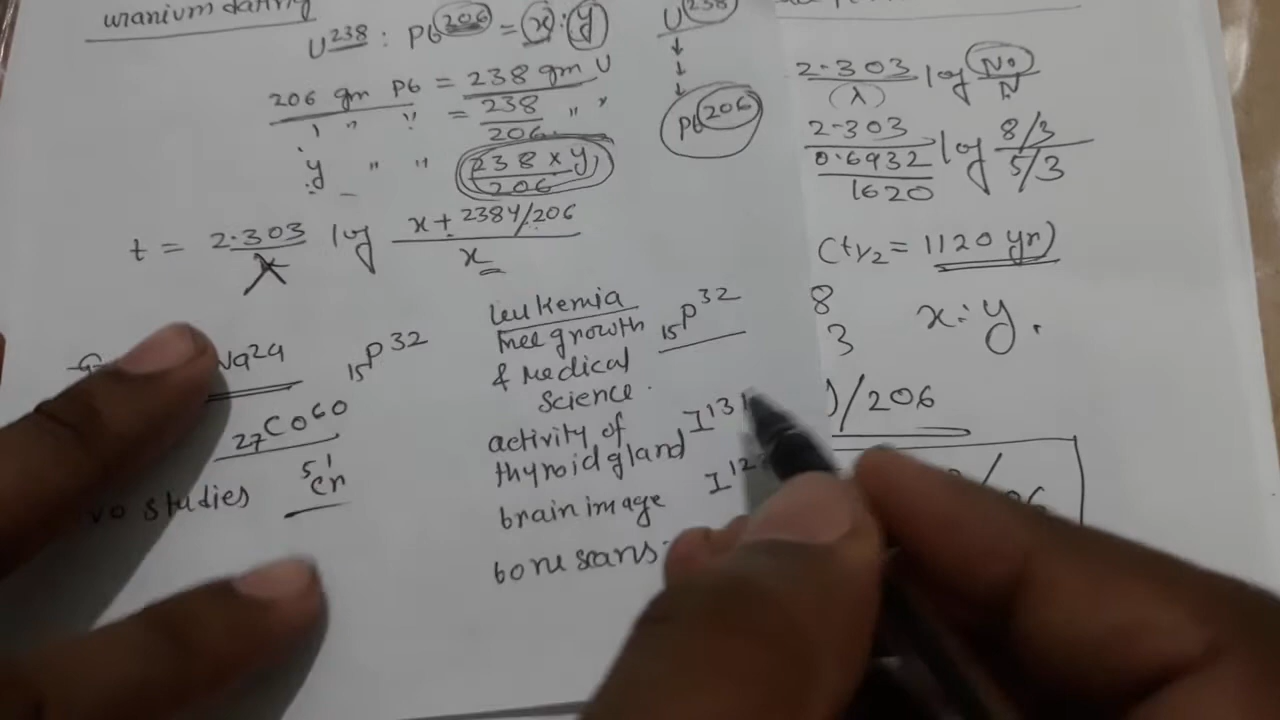 uranium dating
U238 : Pb206 = x : y
206 gm Pb = 238 gm U
1 " " = 238/206 " "
y " " 238 x y/206
t = 2.303/λ log x + 238y/206 / x
U238
↓
↓
Pb206
2.303/(λ) log N0/N
2.303/0.6932/1620 log 8/3/5/3
(t1/2 = 1120 yr)
8
3
x : y.
)/206
Na24
15P32
27CO60
51Cr
vo studies
leukemia
Tree growth
& Medical
Science.
15P32
activity of
thyroid gland I131
brain image I12
bone scans